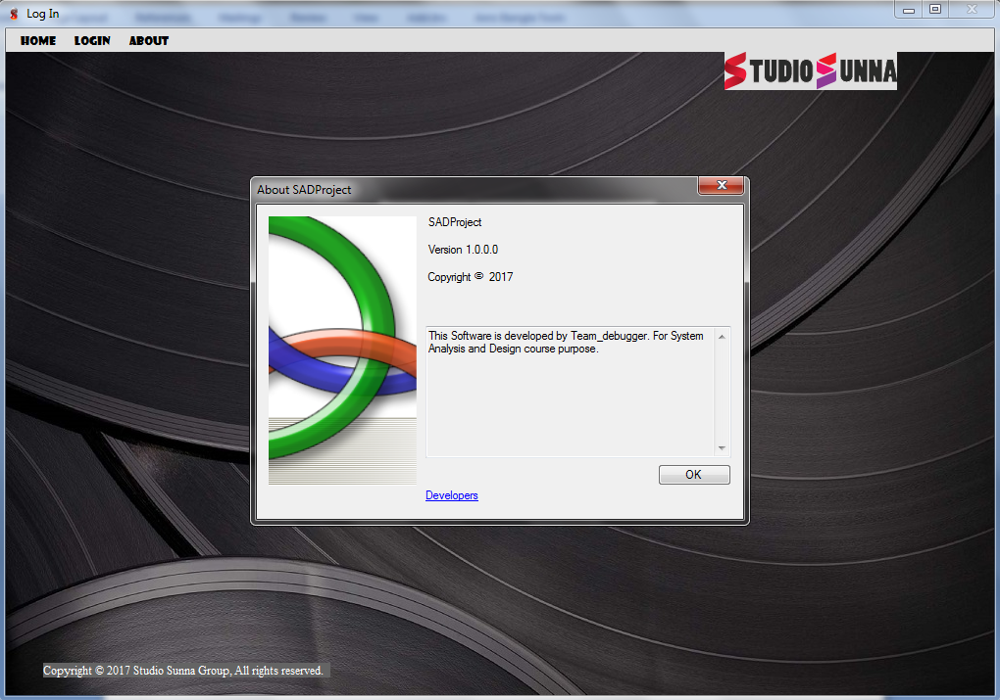 Log In
HOME LOGIN ABOUT
STUDIO SUNNA
About SADProject
SADProject
Version 1.0.0.0
Copyright © 2017
This Software is developed by Team_debugger. For System
Analysis and Design course purpose.
OK
Developers
Copyright © 2017 Studio Sunna Group, All rights reserved.